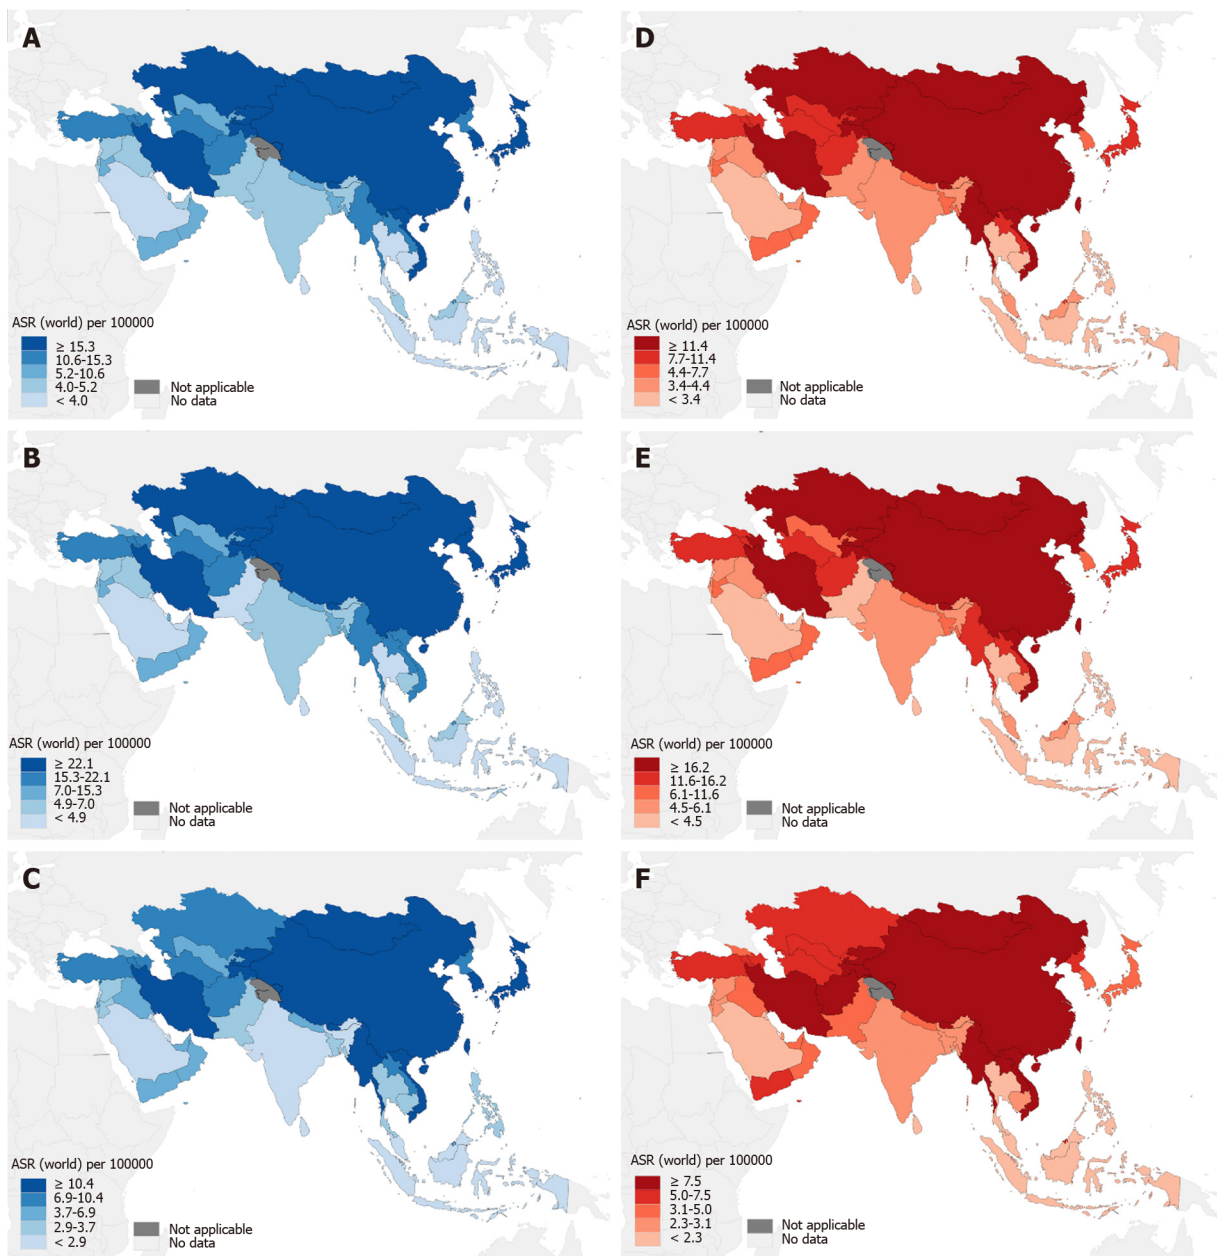 A
ASR (world) per 100000
≥ 15.3
10.6-15.3
5.2-10.6
4.0-5.2
< 4.0
Not applicable
No data
D
ASR (world) per 100000
≥ 11.4
7.7-11.4
4.4-7.7
3.4-4.4
< 3.4
Not applicable
No data
B
ASR (world) per 100000
≥ 22.1
15.3-22.1
7.0-15.3
4.9-7.0
< 4.9
Not applicable
No data
E
ASR (world) per 100000
≥ 16.2
11.6-16.2
6.1-11.6
4.5-6.1
< 4.5
Not applicable
No data
C
ASR (world) per 100000
≥ 10.4
6.9-10.4
3.7-6.9
2.9-3.7
< 2.9
Not applicable
No data
F
ASR (world) per 100000
≥ 7.5
5.0-7.5
3.1-5.0
2.3-3.1
< 2.3
Not applicable
No data